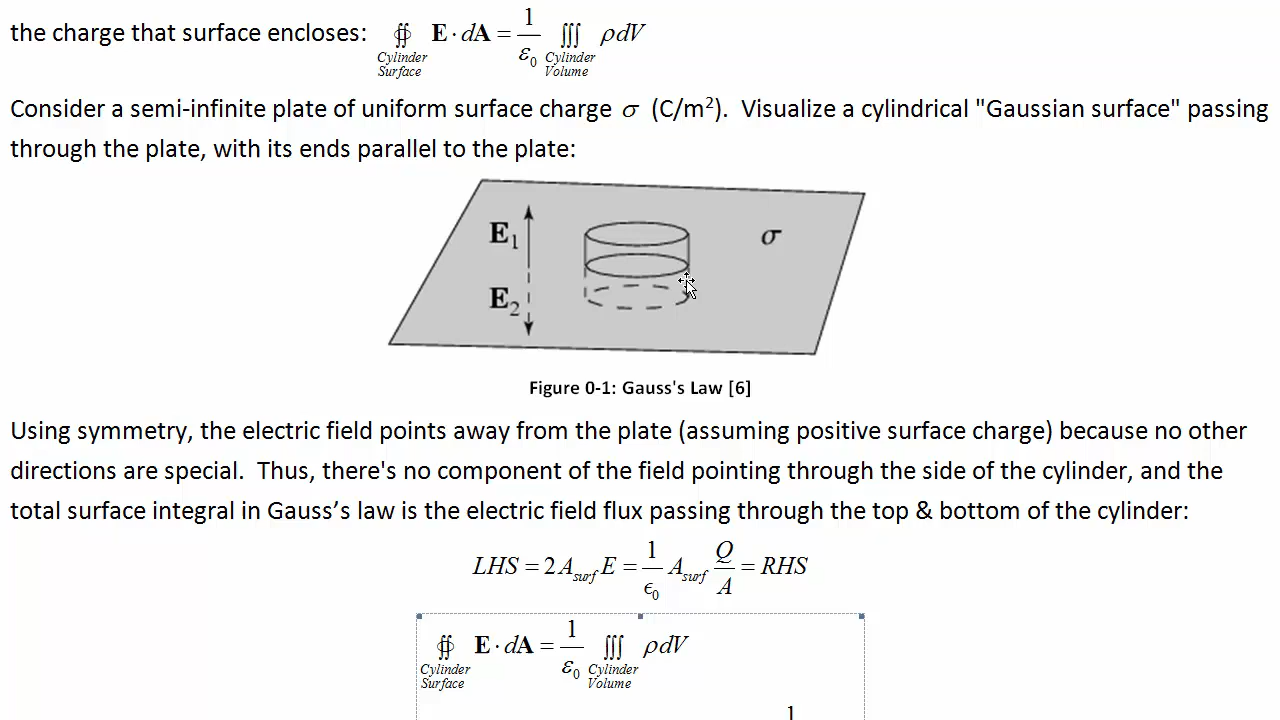 the charge that surface encloses: ∯ E · dA = 1/ε₀ ∭ ρdV
Cylinder Surface Cylinder Volume
Consider a semi-infinite plate of uniform surface charge σ (C/m²). Visualize a cylindrical "Gaussian surface" passing
through the plate, with its ends parallel to the plate:
E₁
σ
E₂
Figure 0-1: Gauss's Law [6]
Using symmetry, the electric field points away from the plate (assuming positive surface charge) because no other
directions are special. Thus, there's no component of the field pointing through the side of the cylinder, and the
total surface integral in Gauss’s law is the electric field flux passing through the top & bottom of the cylinder:
LHS = 2A_surf E = 1/ϵ₀ A_surf Q/A = RHS
∯ E · dA = 1/ε₀ ∭ ρdV
Cylinder Surface Cylinder Volume
1